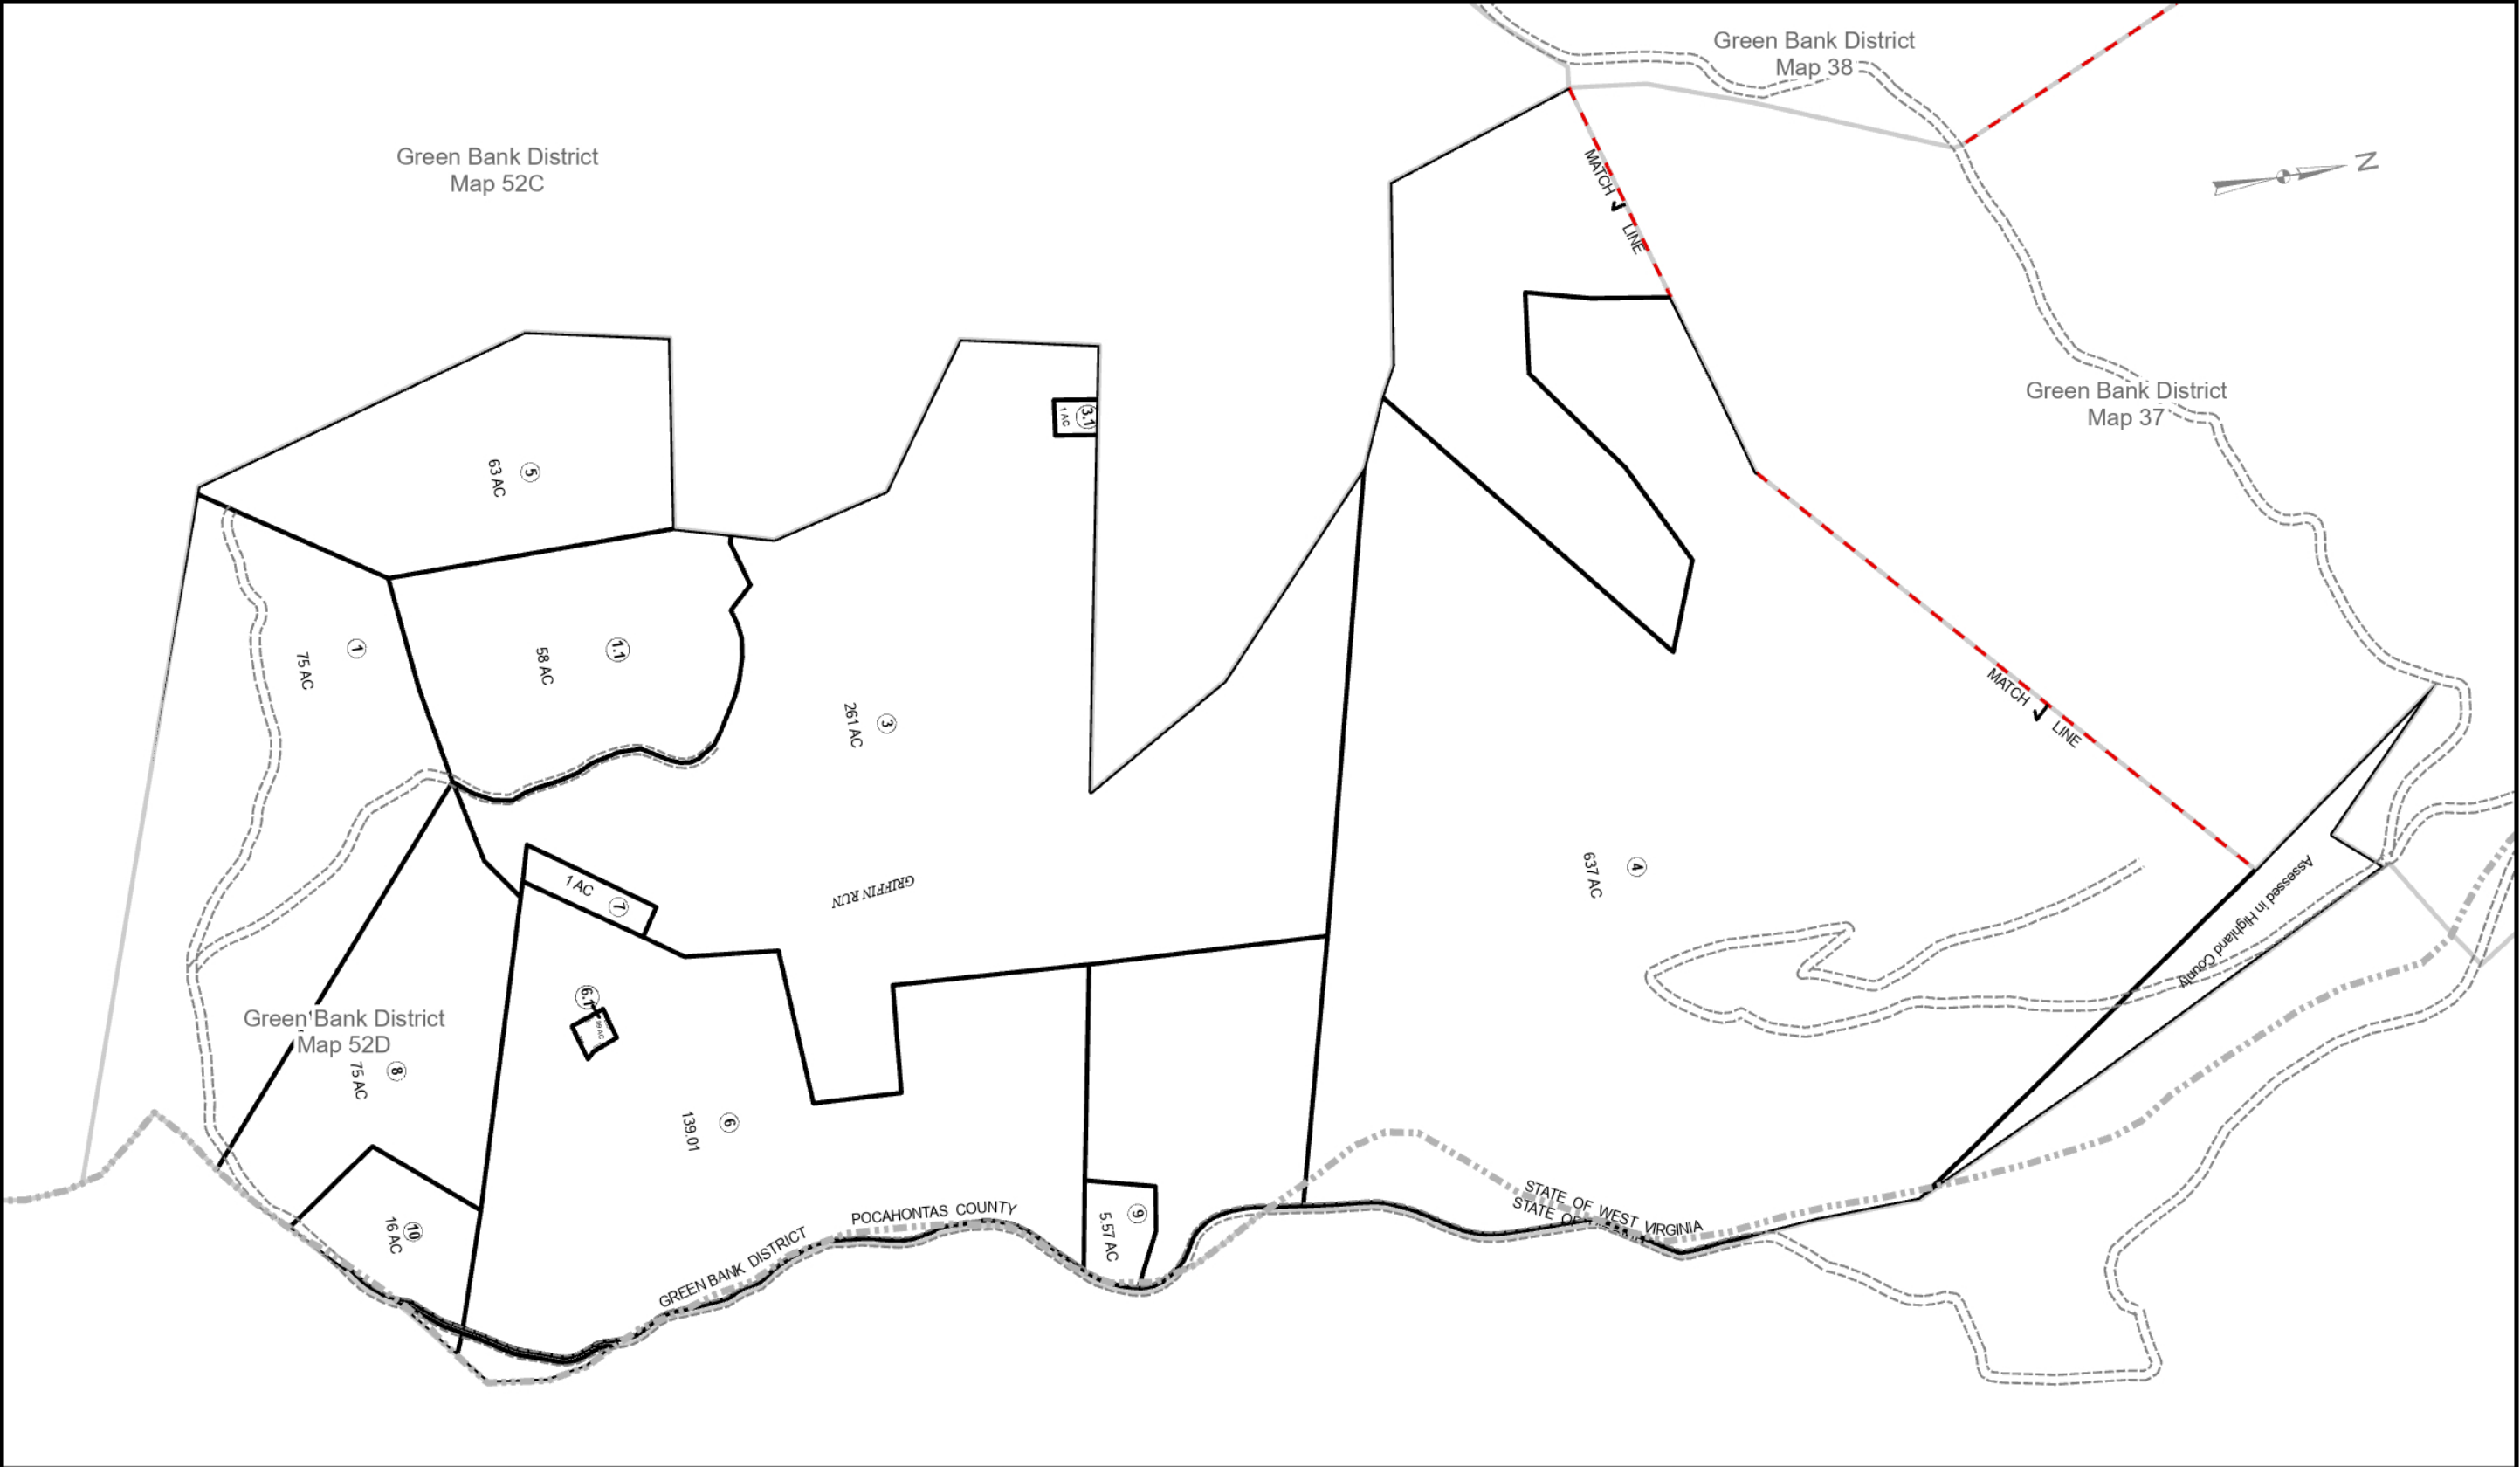 Green Bank District
Map 38
Green Bank District
Map 52C
N
MATCH J LINE
Green Bank District
Map 37
3.1
1 AC
5
63 AC
1
75 AC
1.1
58 AC
3
261 AC
MATCH J LINE
4
637 AC
Assessed in Highland County
1 AC
7
GRIFFIN RUN
6.1
Green Bank District
Map 52D
8
75 AC
6
139.01
10
16 AC
9
5.57 AC
GREEN BANK DISTRICT
POCAHONTAS COUNTY
STATE OF WEST VIRGINIA
STATE OF